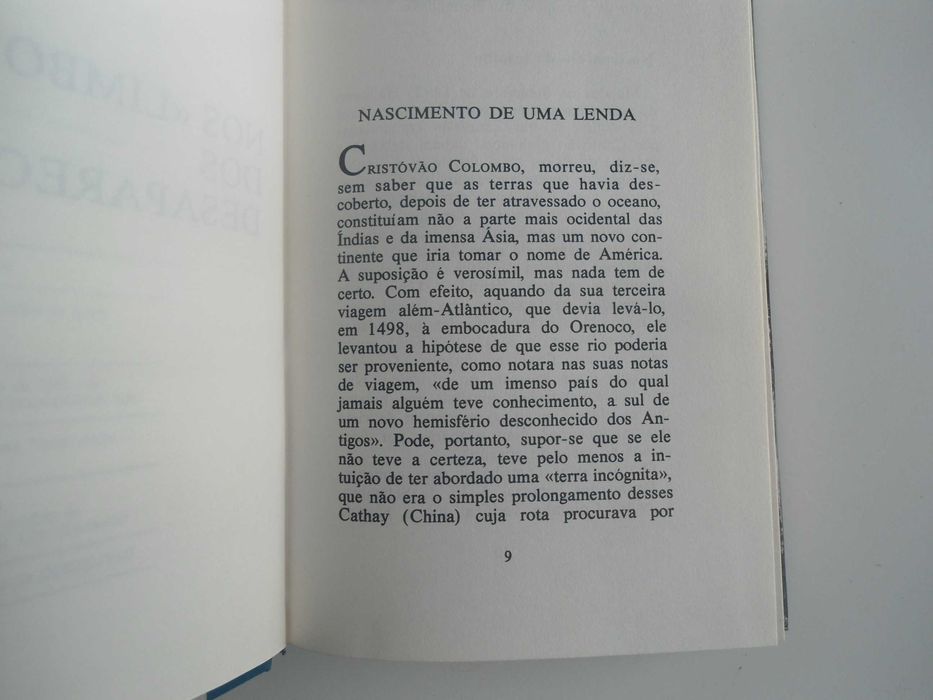 NASCIMENTO DE UMA LENDA
CRISTÓVÃO COLOMBO, morreu, diz-se,
sem saber que as terras que havia des-
coberto, depois de ter atravessado o oceano,
constituíam não a parte mais ocidental das
Índias e da imensa Ásia, mas um novo con-
tinente que iria tomar o nome de América.
A suposição é verosímil, mas nada tem de
certo. Com efeito, aquando da sua terceira
viagem além-Atlântico, que devia levá-lo,
em 1498, à embocadura do Orenoco, ele
levantou a hipótese de que esse rio poderia
ser proveniente, como notara nas suas notas
de viagem, «de um imenso país do qual
jamais alguém teve conhecimento, a sul de
um novo hemisfério desconhecido dos An-
tigos». Pode, portanto, supor-se que se ele
não teve a certeza, teve pelo menos a in-
tuição de ter abordado uma «terra incógnita»,
que não era o simples prolongamento desses
Cathay (China) cuja rota procurava por
9